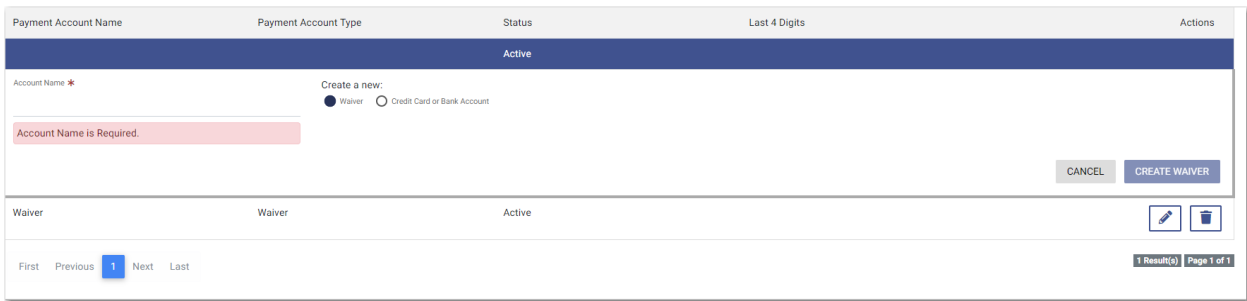 Payment Account Name Payment Account Type Status Last 4 Digits Actions
Active
Account Name *
Create a new:
Waiver Credit Card or Bank Account
Account Name is Required.
CANCEL CREATE WAIVER
Waiver Waiver Active
First Previous 1 Next Last
1 Result(s) Page 1 of 1